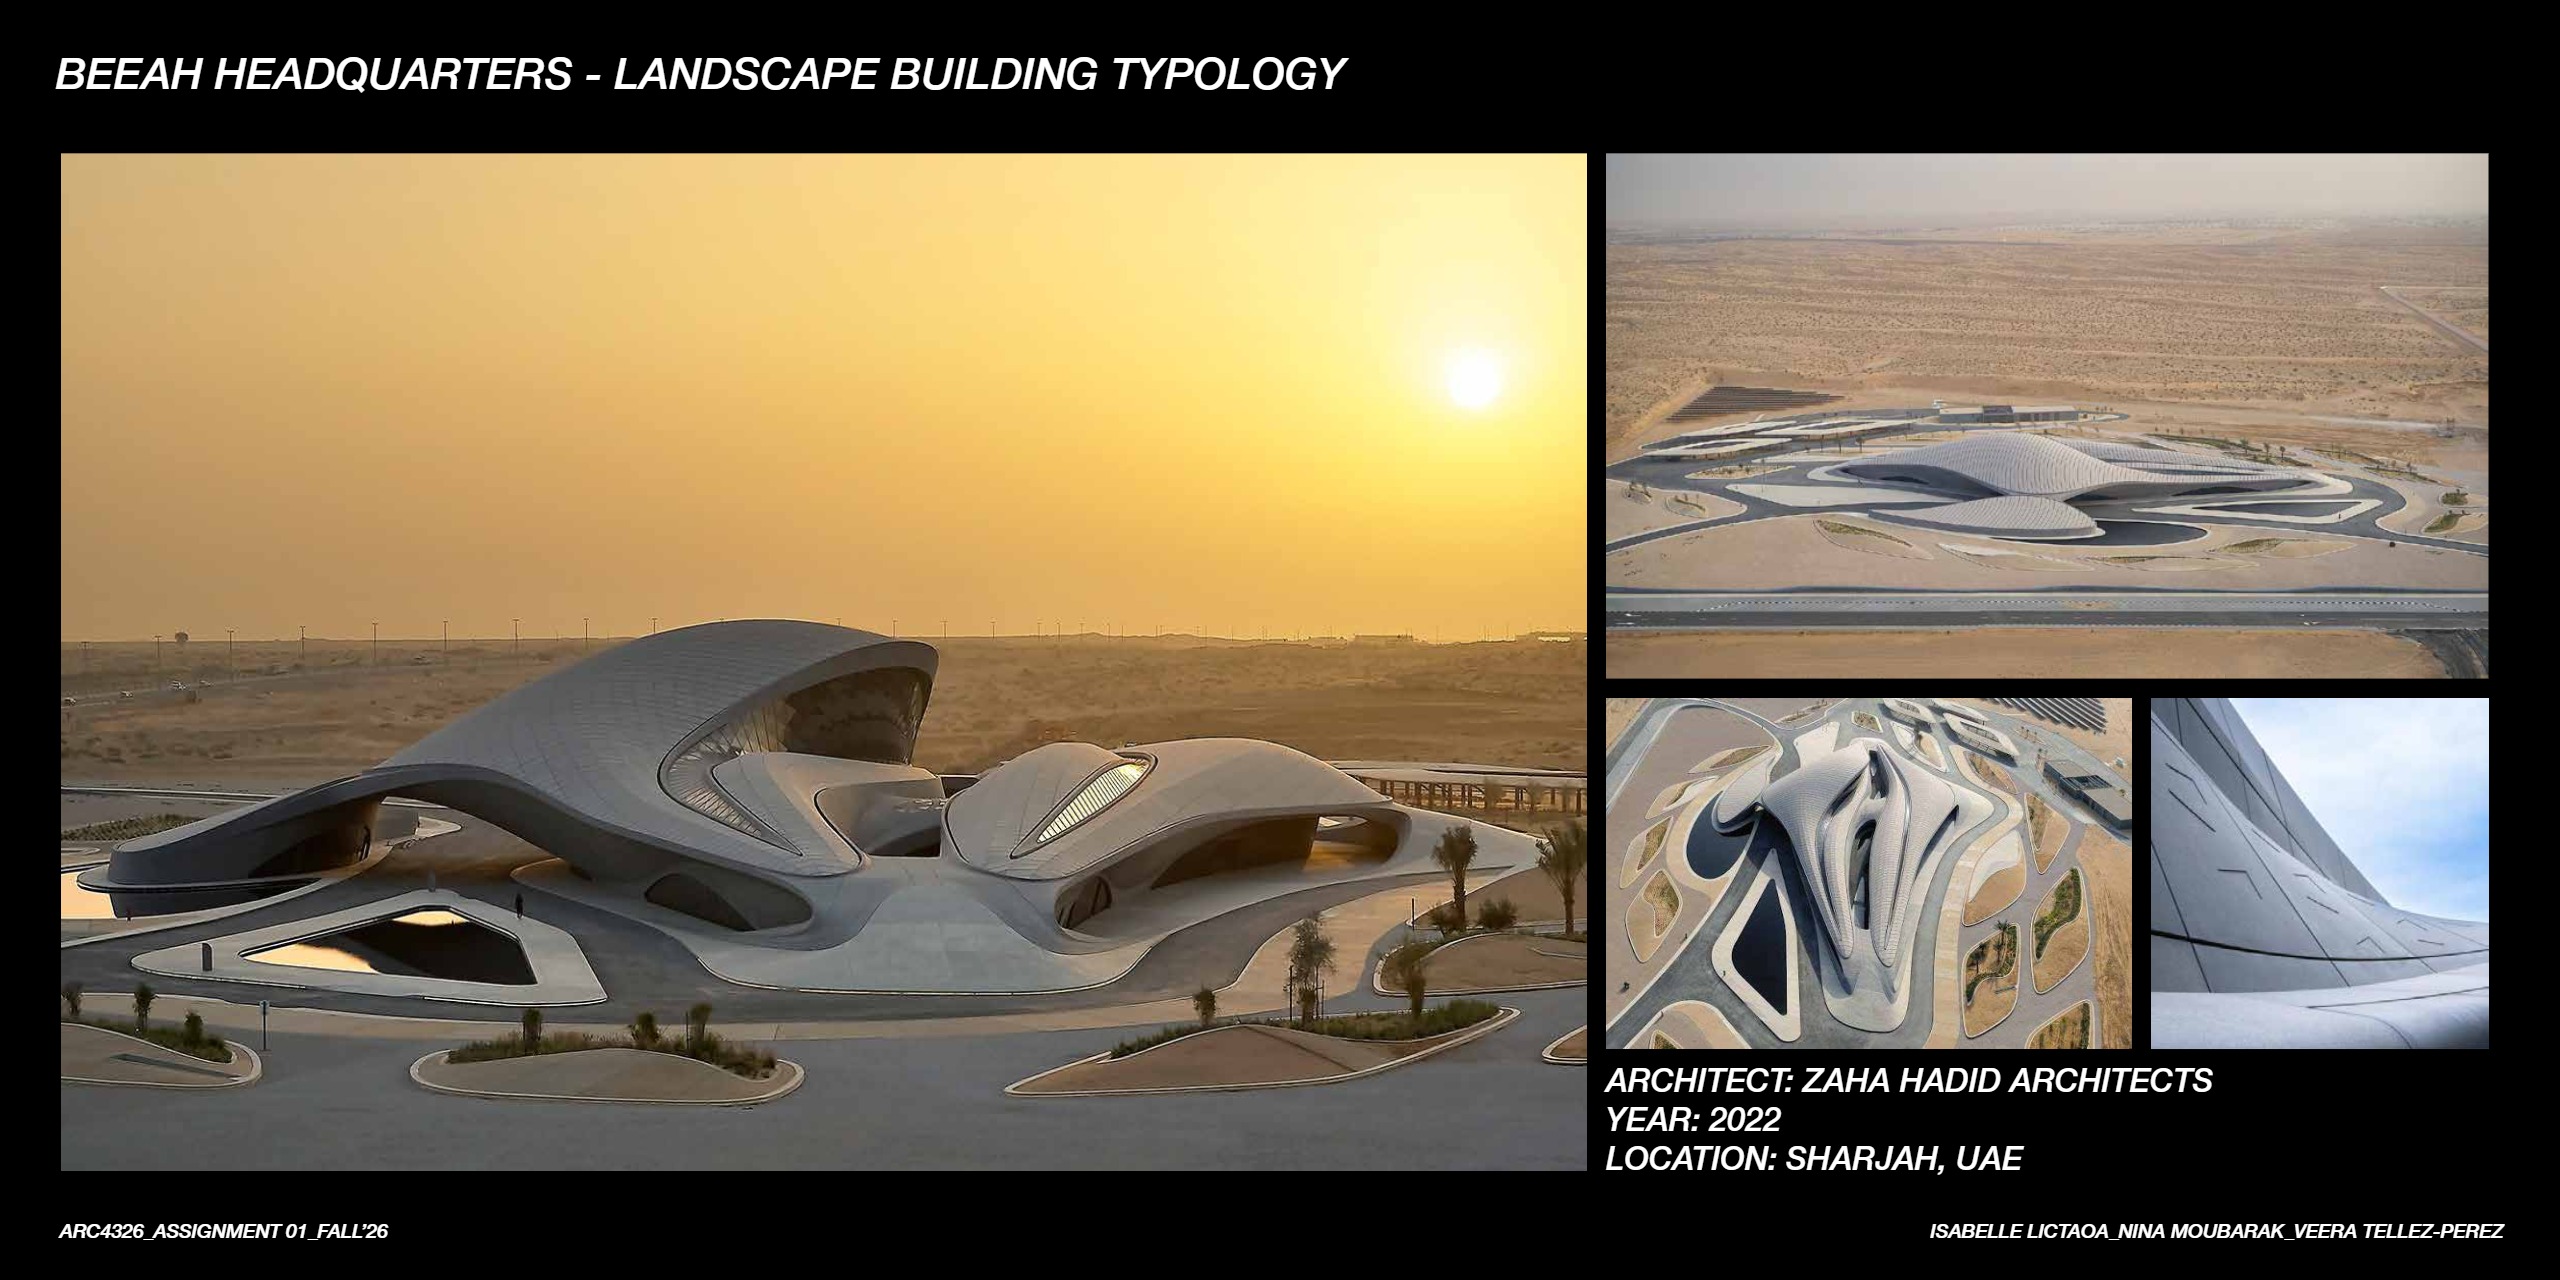 BEEAH HEADQUARTERS - LANDSCAPE BUILDING TYPOLOGY
ARCHITECT: ZAHA HADID ARCHITECTS
YEAR: 2022
LOCATION: SHARJAH, UAE
ARC4326_ASSIGNMENT 01_FALL'26
ISABELLE LICTAOA_NINA MOUBARAK_VEERA TELLEZ-PEREZ